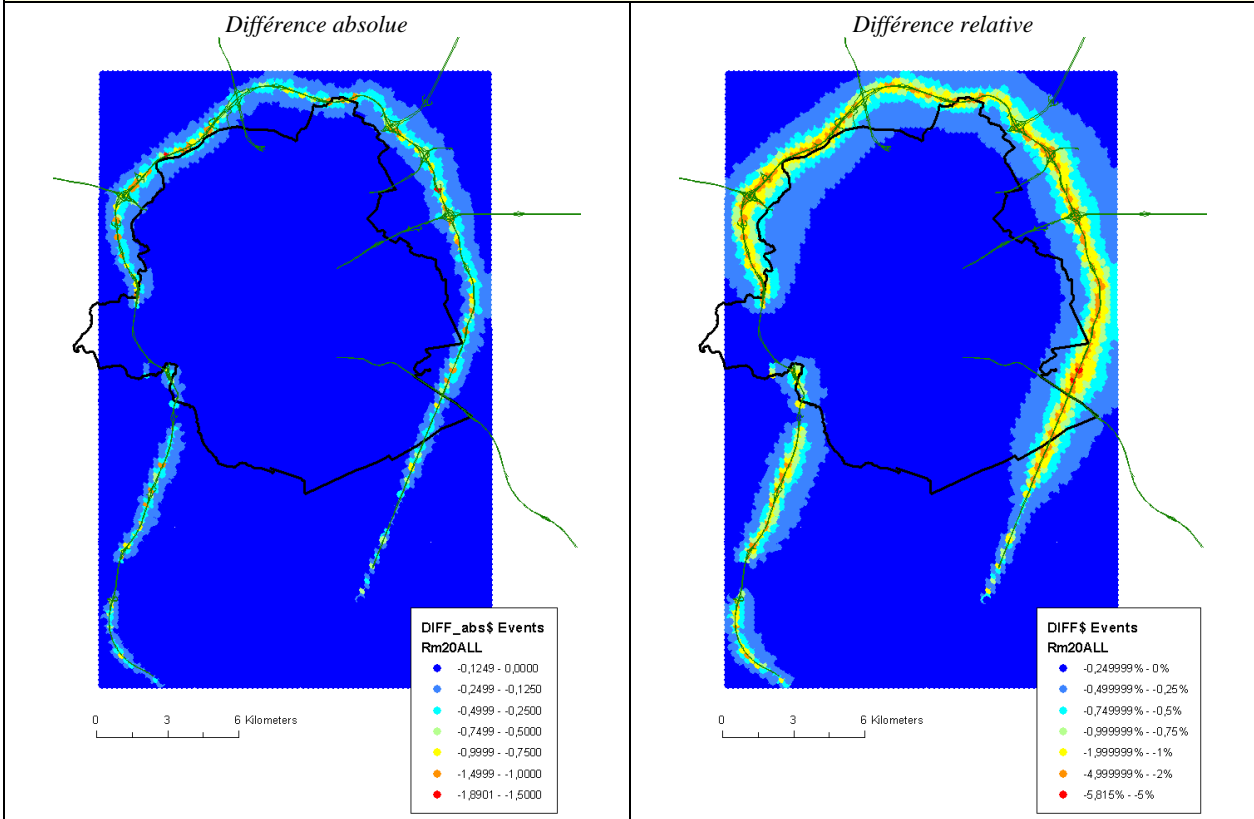 Différence absolue
DIFF_abs$ Events
Rm20ALL
-0,1249 - 0,0000
-0,2499 - -0,1250
-0,4999 - -0,2500
-0,7499 - -0,5000
-0,9999 - -0,7500
-1,4999 - -1,0000
-1,8901 - -1,5000
0 3 6 Kilometers
Différence relative
DIFF$ Events
Rm20ALL
-0,249999% - 0%
-0,499999% - -0,25%
-0,749999% - -0,5%
-0,999999% - -0,75%
-1,999999% - -1%
-4,999999% - -2%
-5,815% - -5%
0 3 6 Kilometers